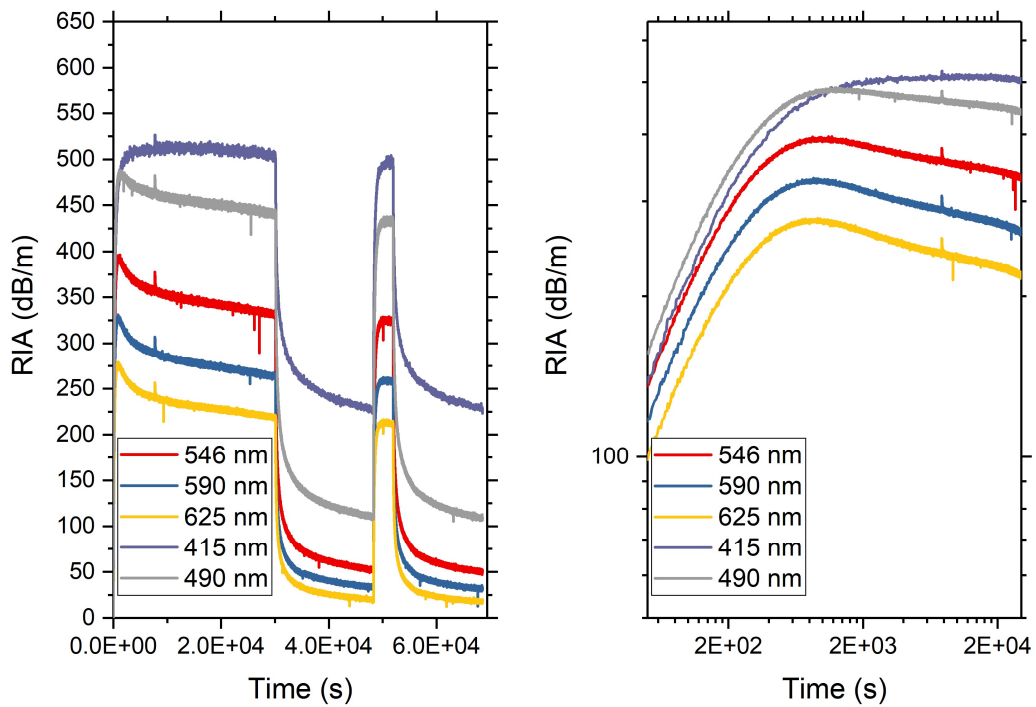 650
600
550
500
450
400
350
300
250
200
150
100
50
0
RIA (dB/m)
546 nm
590 nm
625 nm
415 nm
490 nm
0.0E+00 2.0E+04 4.0E+04 6.0E+04
Time (s)
100
RIA (dB/m)
546 nm
590 nm
625 nm
415 nm
490 nm
2E+02 2E+03 2E+04
Time (s)